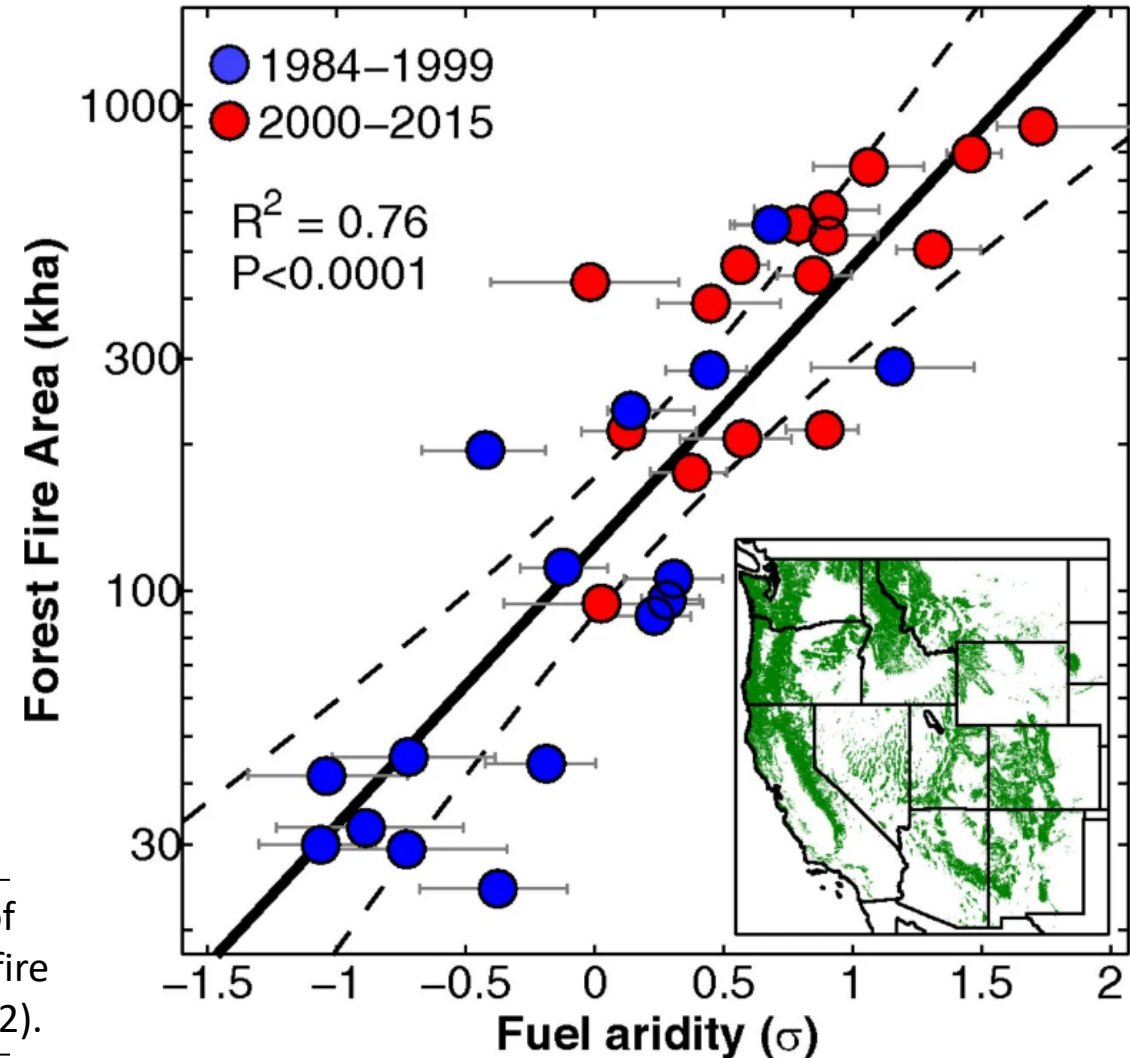 1984−1999
2000−2015
R² = 0.76
P<0.0001
Forest Fire Area (kha)
1000
300
100
30
−1.5 −1 −0.5 0 0.5 1 1.5 2
Fuel aridity (σ)
fire
2).